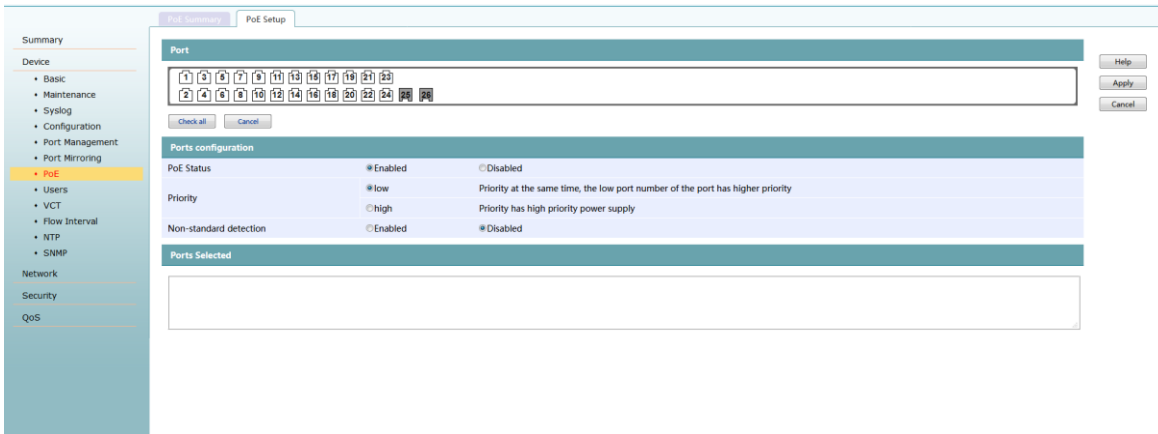 PoE Summary PoE Setup
Summary
Device
• Basic
• Maintenance
• Syslog
• Configuration
• Port Management
• Port Mirroring
• PoE
• Users
• VCT
• Flow Interval
• NTP
• SNMP
Network
Security
QoS
Port
1 3 5 7 9 11 13 15 17 19 21 23
2 4 6 8 10 12 14 16 18 20 22 24 25 26
Check all Cancel
Ports configuration
PoE Status Enabled Disabled
Priority
low Priority at the same time, the low port number of the port has higher priority
high Priority has high priority power supply
Non-standard detection Enabled Disabled
Ports Selected
Help
Apply
Cancel